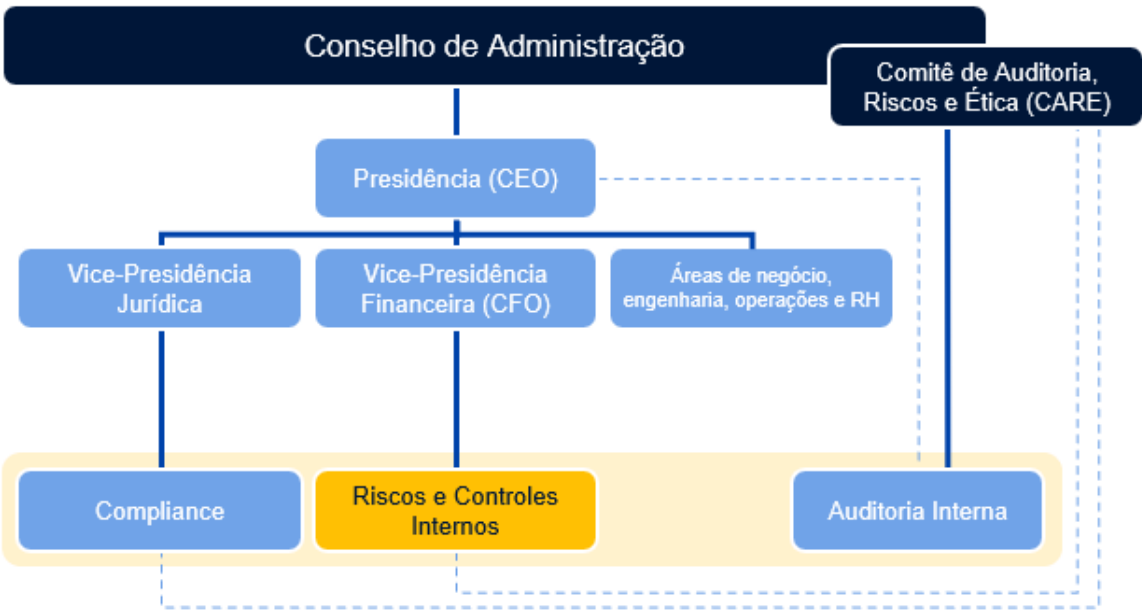 Conselho de Administração
Comitê de Auditoria,
Riscos e Ética (CARE)
Presidência (CEO)
Vice-Presidência
Jurídica
Vice-Presidência
Financeira (CFO)
Áreas de negócio,
engenharia, operações e RH
Compliance
Riscos e Controles
Internos
Auditoria Interna